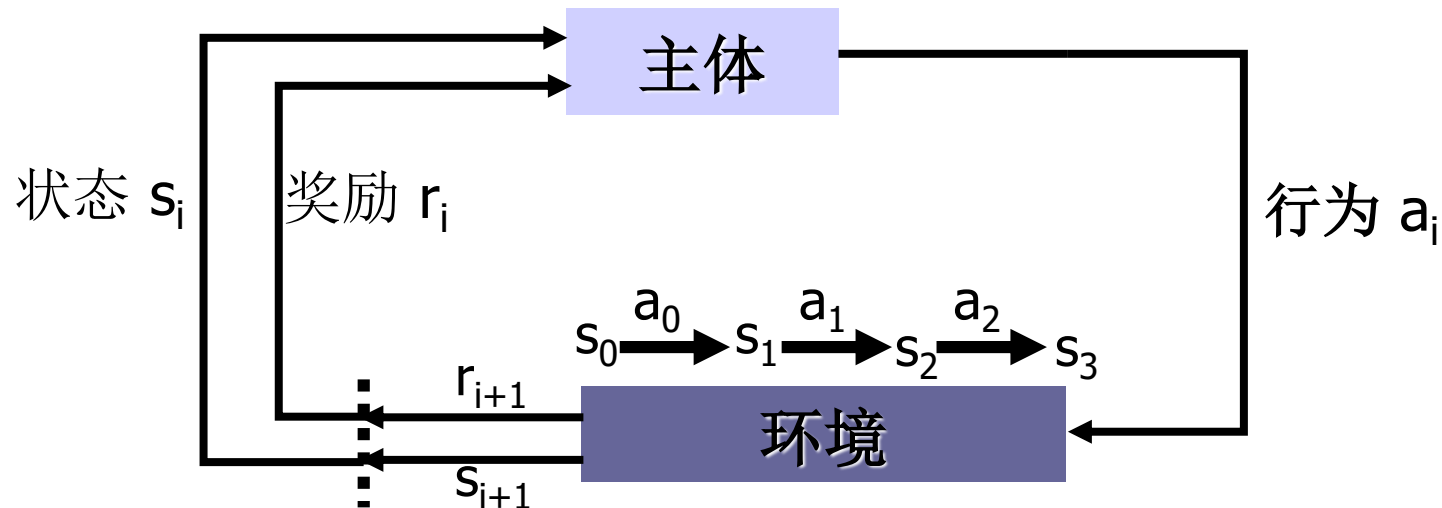 主体
状态 sᵢ
奖励 rᵢ
行为 aᵢ
a₀ a₁ a₂
s₀ s₁ s₂ s₃
rᵢ₊₁
环境
sᵢ₊₁